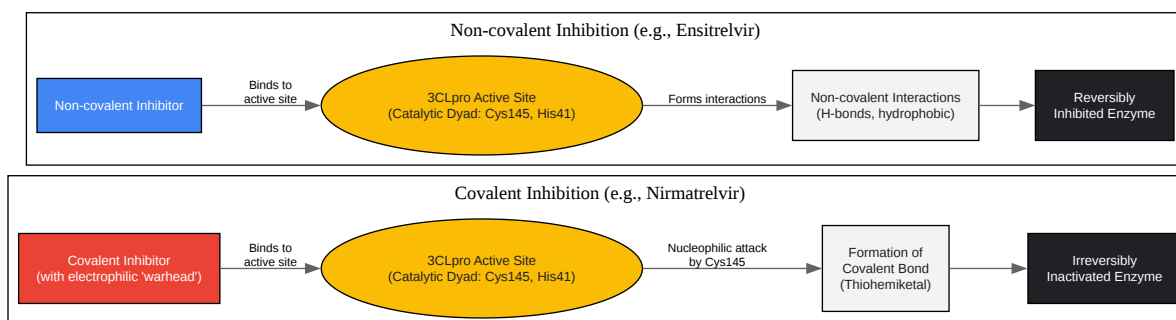 Non-covalent Inhibition (e.g., Ensitrelvir)
Non-covalent Inhibitor
Binds to
active site
3CLpro Active Site
(Catalytic Dyad: Cys145, His41)
Forms interactions
Non-covalent Interactions
(H-bonds, hydrophobic)
Reversibly
Inhibited Enzyme
Covalent Inhibition (e.g., Nirmatrelvir)
Covalent Inhibitor
(with electrophilic 'warhead')
Binds to
active site
3CLpro Active Site
(Catalytic Dyad: Cys145, His41)
Nucleophilic attack
by Cys145
Formation of
Covalent Bond
(Thiohemiketal)
Irreversibly
Inactivated Enzyme